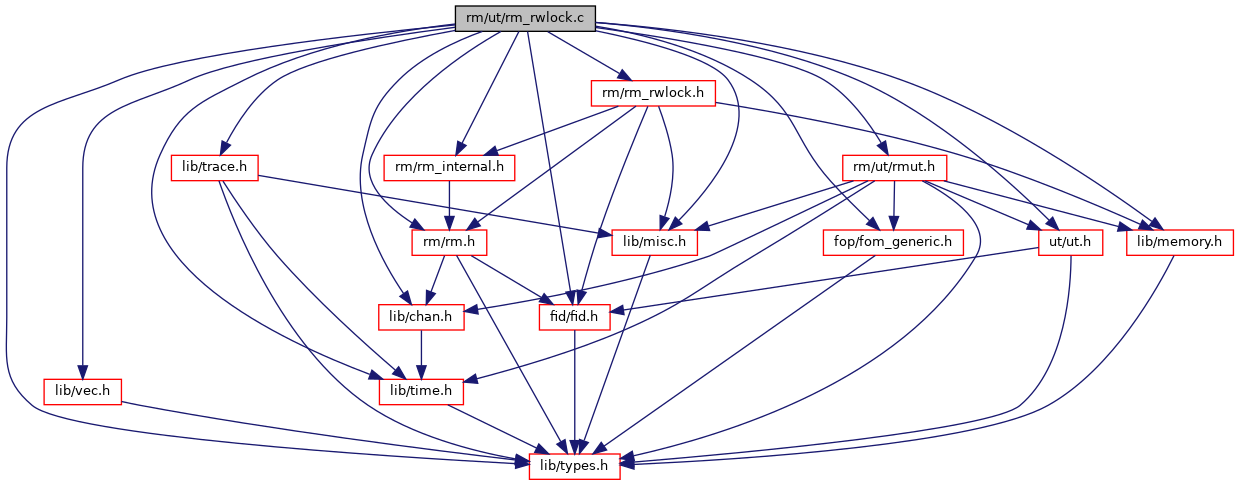 rm/ut/rm_rwlock.c
rm/rm_rwlock.h
lib/trace.h
rm/rm_internal.h
rm/ut/rmut.h
rm/rm.h
lib/misc.h
fop/fom_generic.h
ut/ut.h
lib/memory.h
lib/chan.h
fid/fid.h
lib/vec.h
lib/time.h
lib/types.h